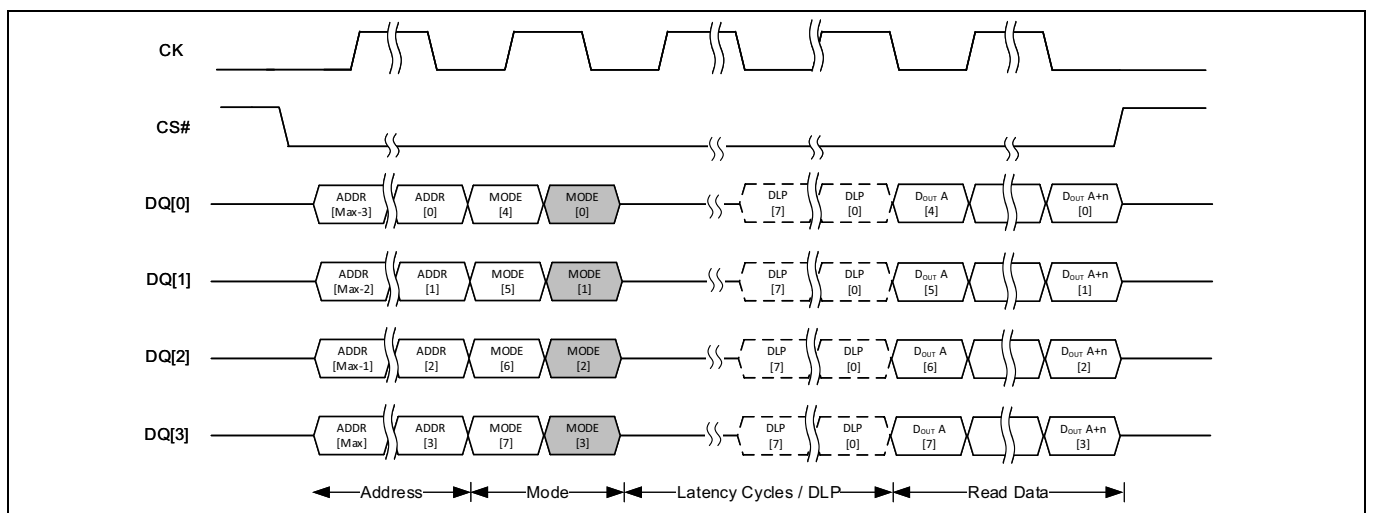 CK
CS#
DQ[0] ADDR [Max-3] ADDR [0] MODE [4] MODE [0] DLP [7] DLP [0] DOUT A [4] DOUT A+n [0]
DQ[1] ADDR [Max-2] ADDR [1] MODE [5] MODE [1] DLP [7] DLP [0] DOUT A [5] DOUT A+n [1]
DQ[2] ADDR [Max-1] ADDR [2] MODE [6] MODE [2] DLP [7] DLP [0] DOUT A [6] DOUT A+n [2]
DQ[3] ADDR [Max] ADDR [3] MODE [7] MODE [3] DLP [7] DLP [0] DOUT A [7] DOUT A+n [3]
Address Mode Latency Cycles / DLP Read Data